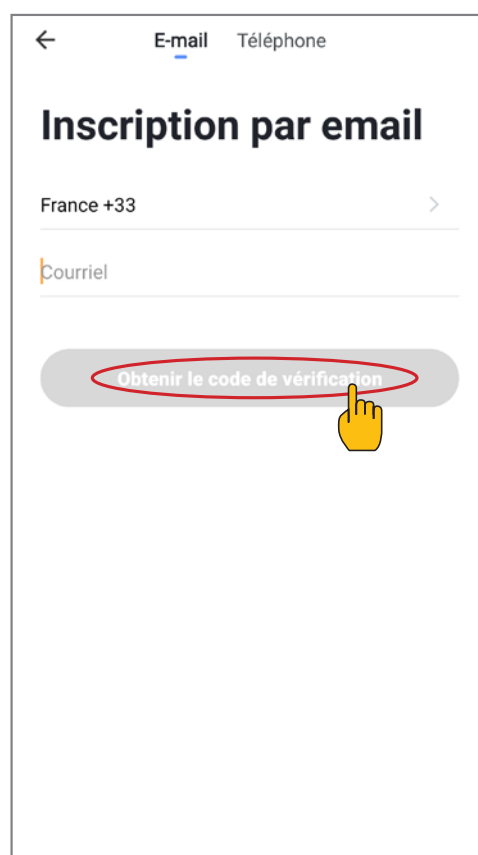 E-mail Téléphone
Inscription par email
France +33
Courriel
Obtenir le code de vérification